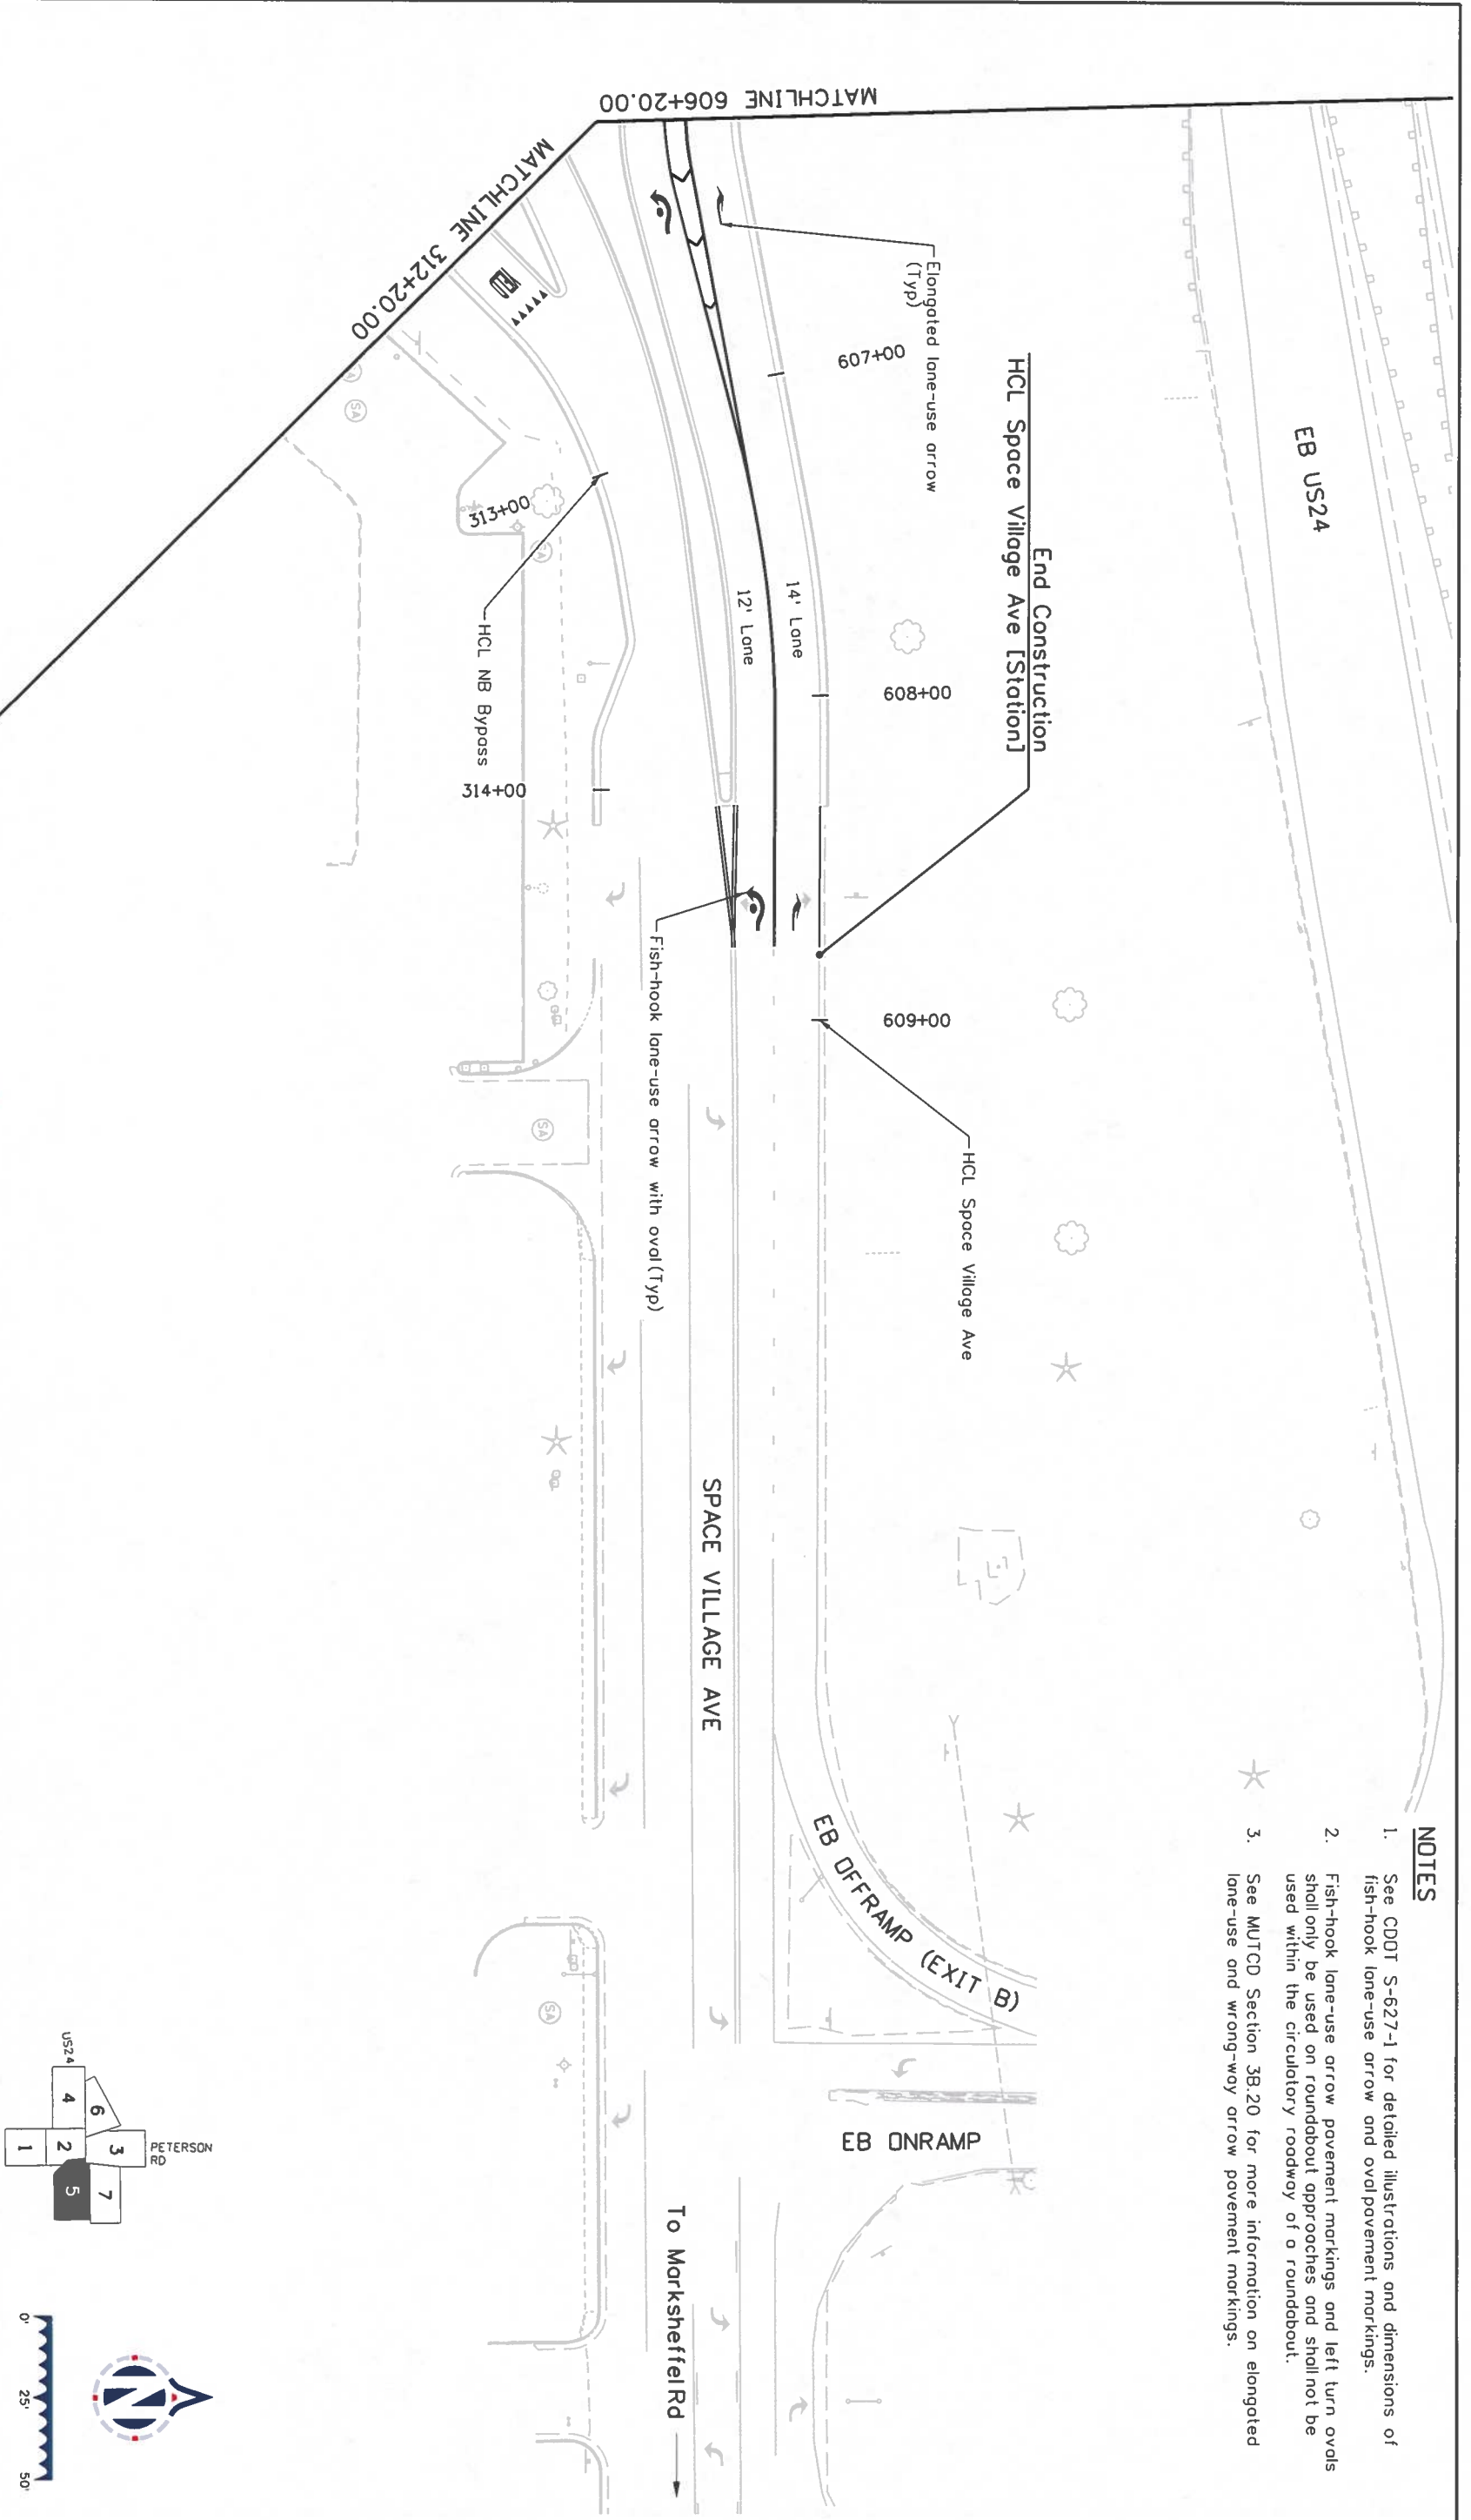 MATCHLINE 606+20.00
MATCHLINE 312+20.00
EB US24
Elongated lane-use arrow
(Typ)
607+00
End Construction
HCL Space Village Ave [Station]
313+00
SA
SA
SA
14' Lane
12' Lane
608+00
HCL NB Bypass
314+00
609+00
Fish-hook lane-use arrow with oval (Typ)
HCL Space Village Ave
SA
SPACE VILLAGE AVE
EB OFFRAMP (EXIT B)
SA
EB ONRAMP
To Marksheffel Rd
NOTES
1. See CDOT S-627-1 for detailed illustrations and dimensions of
fish-hook lane-use arrow and oval pavement markings.
2. Fish-hook lane-use arrow pavement markings and left turn ovals
shall only be used on roundabout approaches and shall not be
used within the circulatory roadway of a roundabout.
3. See MUTCD Section 3B.20 for more information on elongated
lane-use and wrong-way arrow pavement markings.
US24
PETERSON
RD
4
6
3
1
2
5
7
N
0'
25'
50'